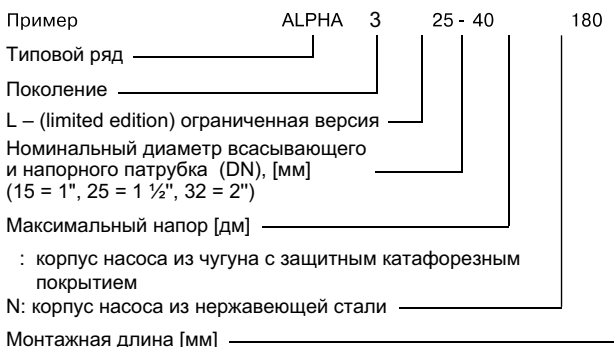 Пример ALPHA 3 25 - 40 180
Типовой ряд
Поколение
L – (limited edition) ограниченная версия
Номинальный диаметр всасывающего
и напорного патрубка (DN), [мм]
(15 = 1", 25 = 1 ½", 32 = 2")
Максимальный напор [дм]
: корпус насоса из чугуна с защитным катафорезным
покрытием
N: корпус насоса из нержавеющей стали
Монтажная длина [мм]